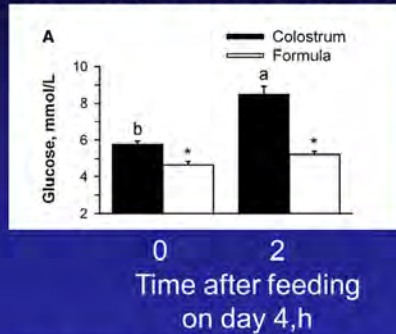 A
Colostrum
Formula
Glucose, mmol/L
10
8
6
4
2
b
*
a
*
0 2
Time after feeding
on day 4,h